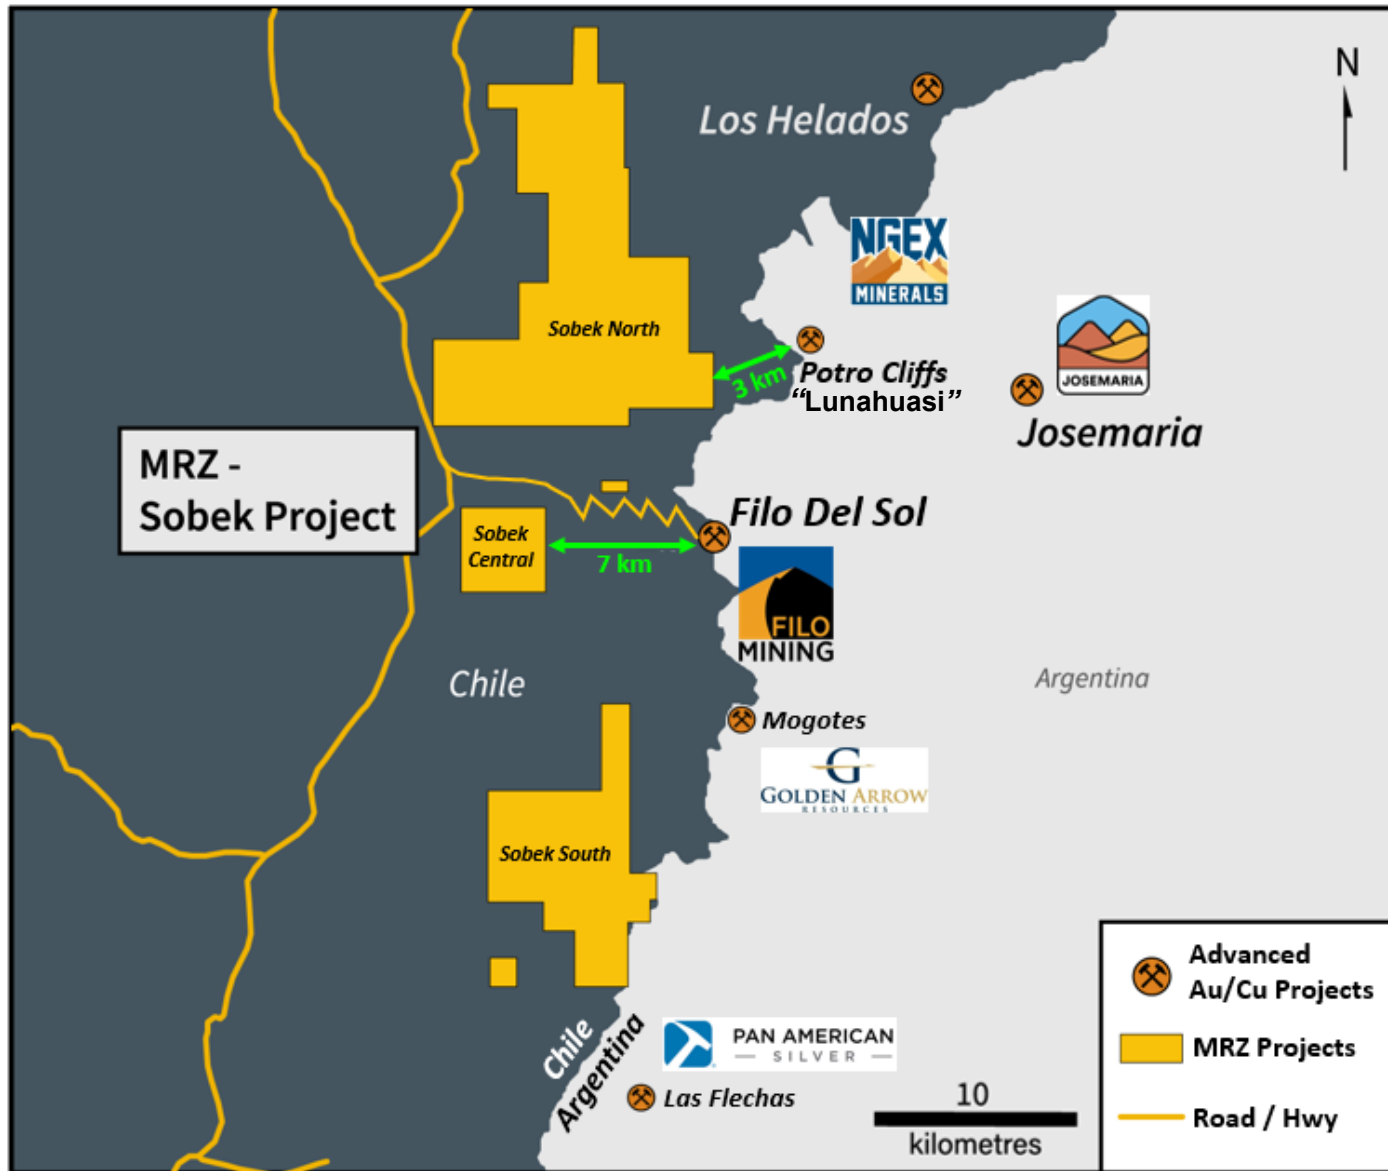 N
Los Helados
NGEX
MINERALS
JOSEMARIA
Sobek North
3 km
Potro Cliffs
“Lunahuasi”
Josemaria
MRZ -
Sobek Project
Filo Del Sol
Sobek
Central
7 km
FILO
MINING
Chile
Argentina
Mogotes
G
GOLDEN ARROW
RESOURCES
Sobek South
Chile
Argentina
PAN AMERICAN
— SILVER —
Las Flechas
10
kilometres
Advanced
Au/Cu Projects
MRZ Projects
Road / Hwy